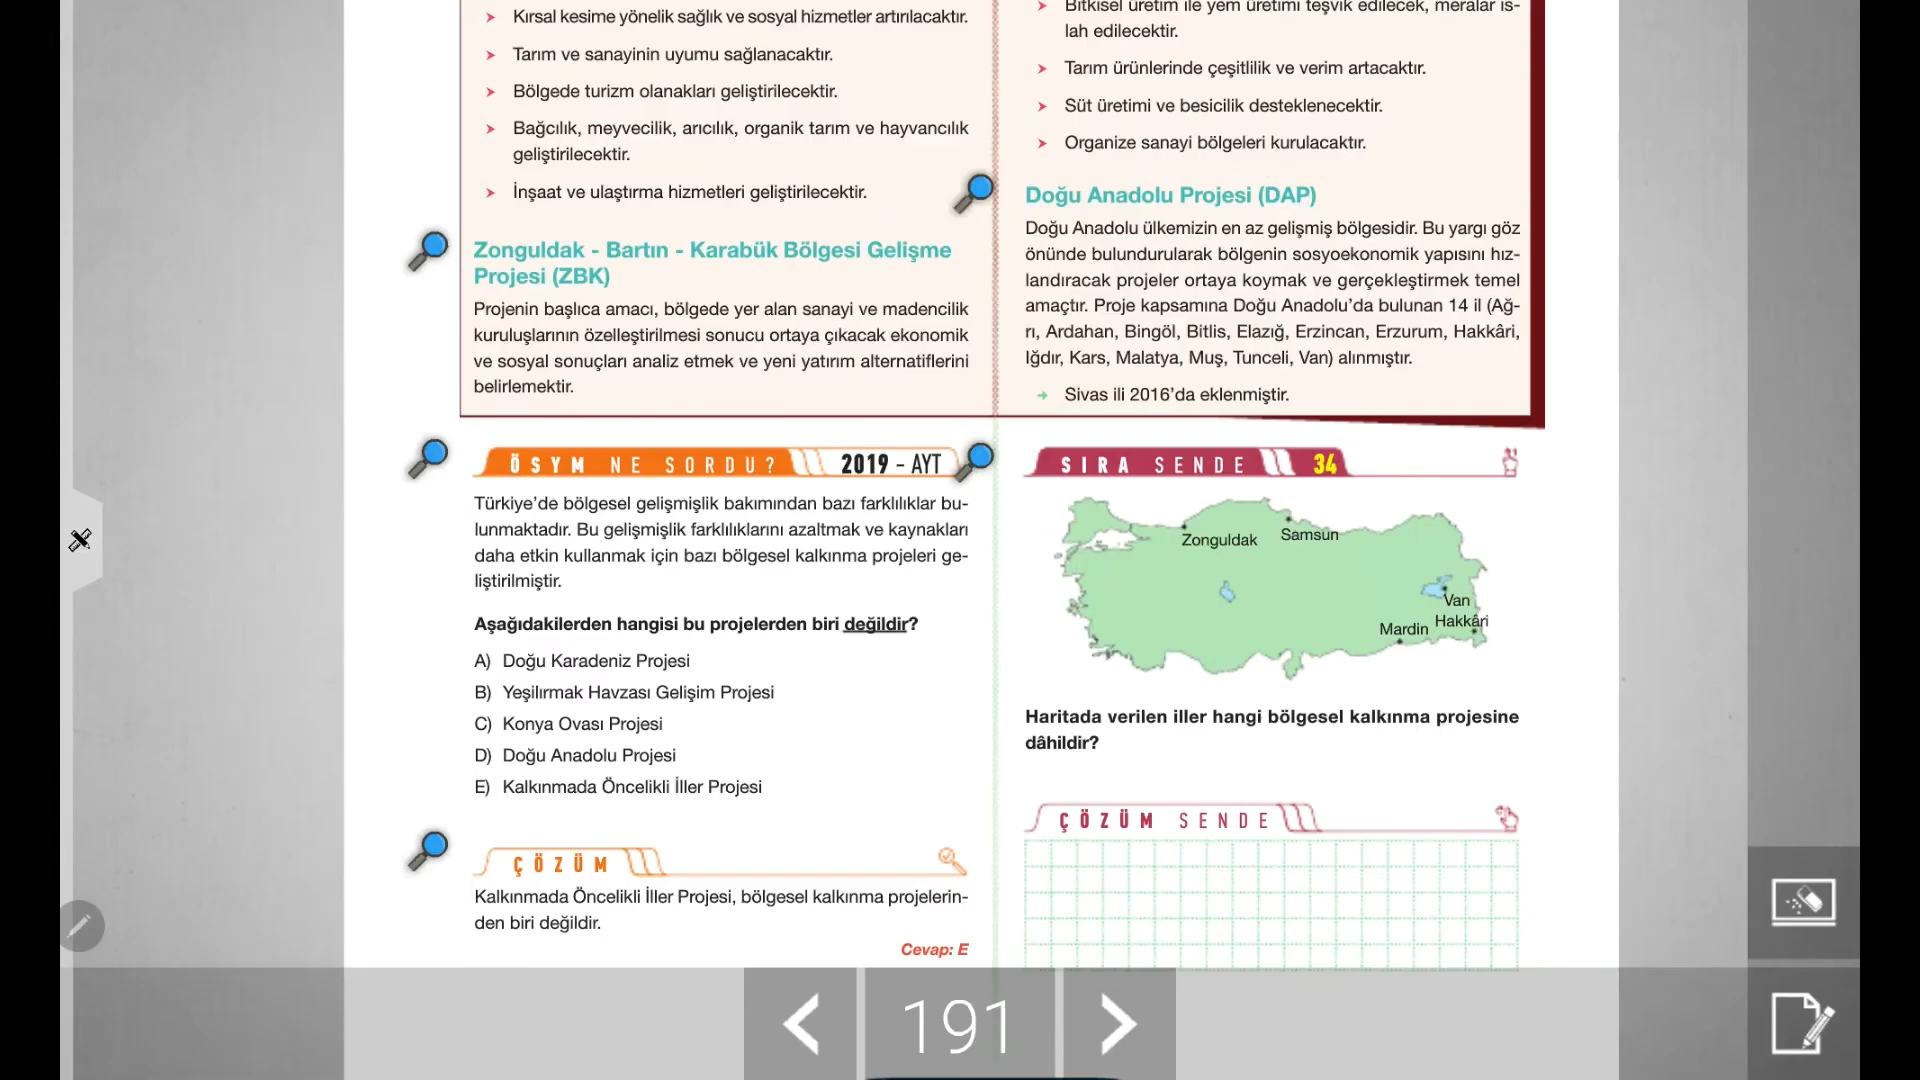 ➤ Kırsal kesime yönelik sağlık ve sosyal hizmetler artırılacaktır.
➤ Tarım ve sanayinin uyumu sağlanacaktır.
➤ Bölgede turizm olanakları geliştirilecektir.
➤ Bağcılık, meyvecilik, arıcılık, organik tarım ve hayvancılık
geliştirilecektir.
➤ İnşaat ve ulaştırma hizmetleri geliştirilecektir.
Zonguldak - Bartın - Karabük Bölgesi Gelişme
Projesi (ZBK)
Projenin başlıca amacı, bölgede yer alan sanayi ve madencilik
kuruluşlarının özelleştirilmesi sonucu ortaya çıkacak ekonomik
ve sosyal sonuçları analiz etmek ve yeni yatırım alternatiflerini
belirlemektir.
➤ Bitkisel üretim ile yem üretimi teşvik edilecek, meralar ıs-
lah edilecektir.
➤ Tarım ürünlerinde çeşitlilik ve verim artacaktır.
➤ Süt üretimi ve besicilik desteklenecektir.
➤ Organize sanayi bölgeleri kurulacaktır.
Doğu Anadolu Projesi (DAP)
Doğu Anadolu ülkemizin en az gelişmiş bölgesidir. Bu yargı göz
önünde bulundurularak bölgenin sosyoekonomik yapısını hız-
landıracak projeler ortaya koymak ve gerçekleştirmek temel
amaçtır. Proje kapsamına Doğu Anadolu'da bulunan 14 il (Ağ-
rı, Ardahan, Bingöl, Bitlis, Elazığ, Erzincan, Erzurum, Hakkâri,
Iğdır, Kars, Malatya, Muş, Tunceli, Van) alınmıştır.
→ Sivas ili 2016'da eklenmiştir.
ÖSYM NE SORDU? 2019 - AYT
Türkiye'de bölgesel gelişmişlik bakımından bazı farklılıklar bu-
lunmaktadır. Bu gelişmişlik farklılıklarını azaltmak ve kaynakları
daha etkin kullanmak için bazı bölgesel kalkınma projeleri ge-
liştirilmiştir.
Aşağıdakilerden hangisi bu projelerden biri değildir?
A) Doğu Karadeniz Projesi
B) Yeşilırmak Havzası Gelişim Projesi
C) Konya Ovası Projesi
D) Doğu Anadolu Projesi
E) Kalkınmada Öncelikli İller Projesi
ÇÖZÜM
Kalkınmada Öncelikli İller Projesi, bölgesel kalkınma projelerin-
den biri değildir.
Cevap: E
SIRA SENDE 34
Zonguldak
Samsun
Van
Hakkâri
Mardin
Haritada verilen iller hangi bölgesel kalkınma projesine
dâhildir?
ÇÖZÜM SENDE
191